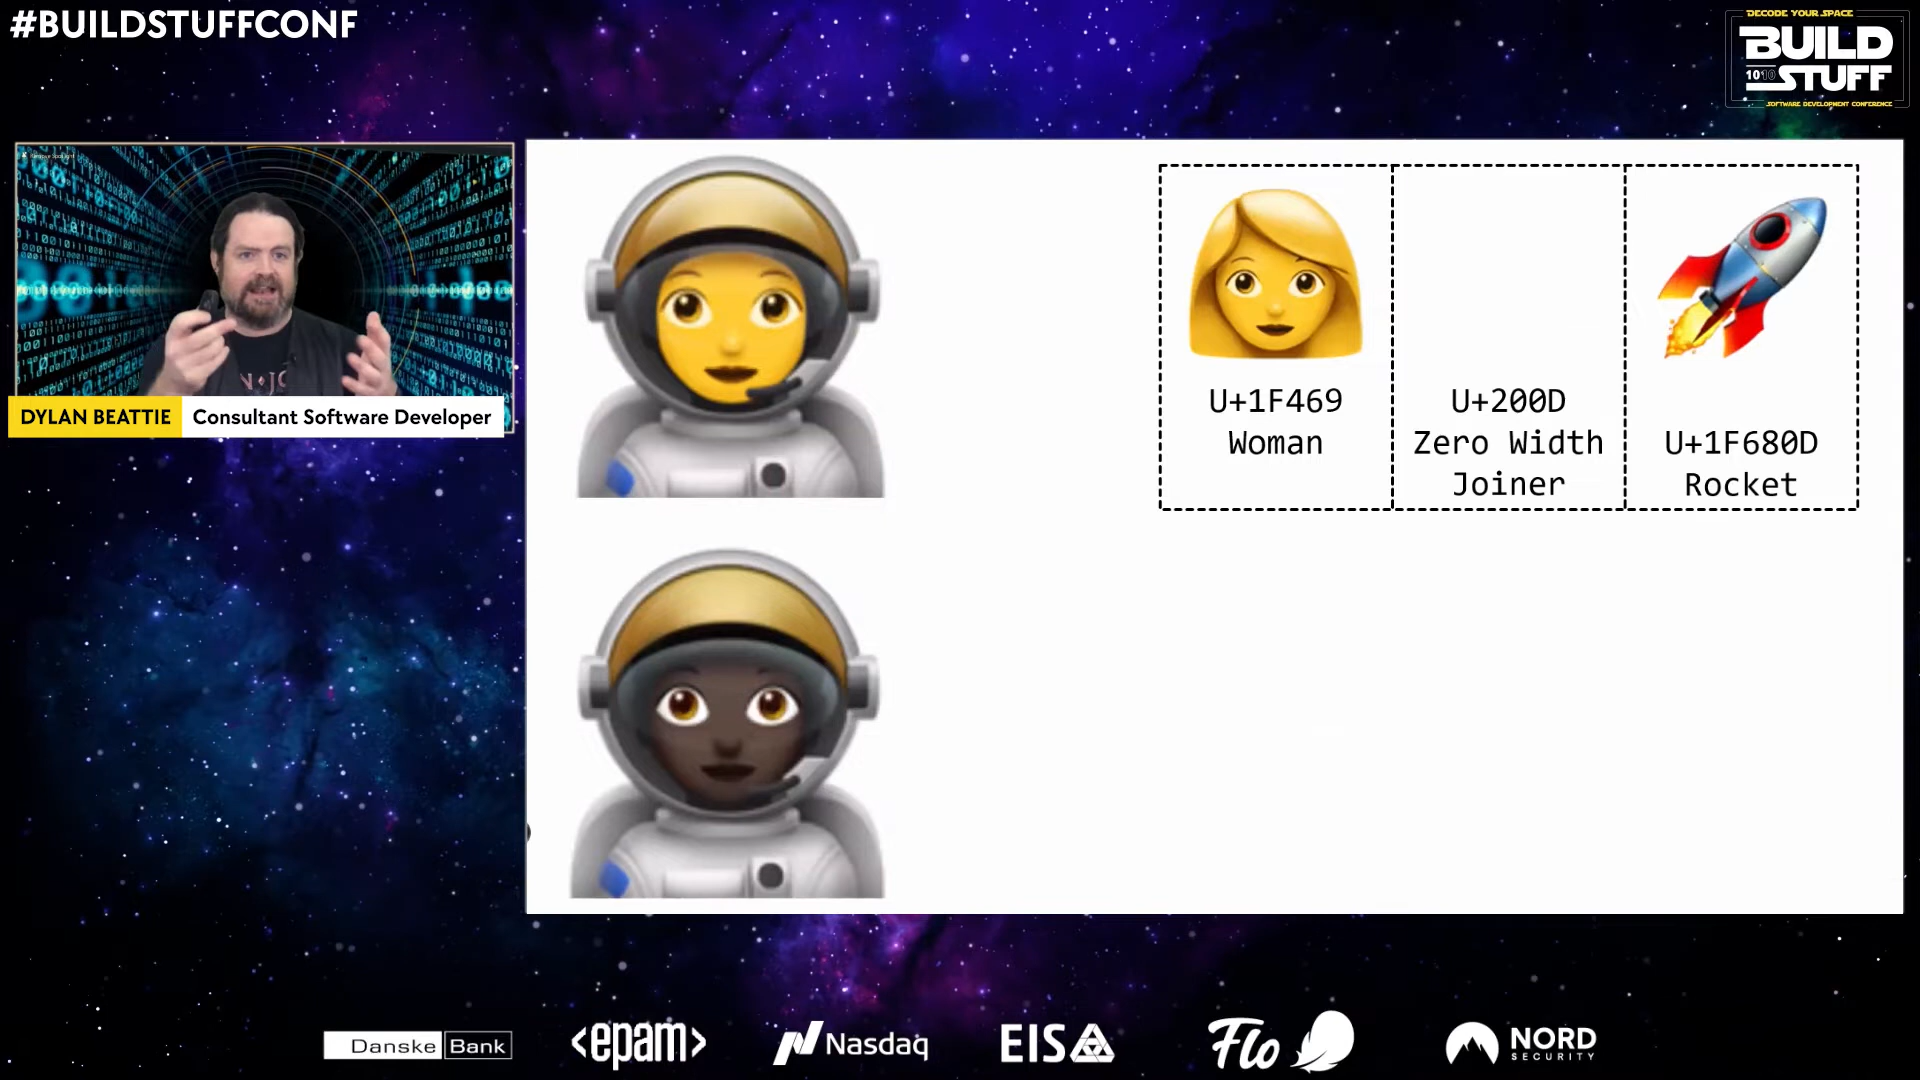 #BUILDSTUFFCONF
DECODE YOUR SPACE
BUILD
1010 STUFF
SOFTWARE DEVELOPMENT CONFERENCE
DYLAN BEATTIE Consultant Software Developer
U+1F469
Woman
U+200D
Zero Width
Joiner
U+1F680D
Rocket
Danske Bank
<epam>
Nasdaq
EIS
Flo
NORD
SECURITY